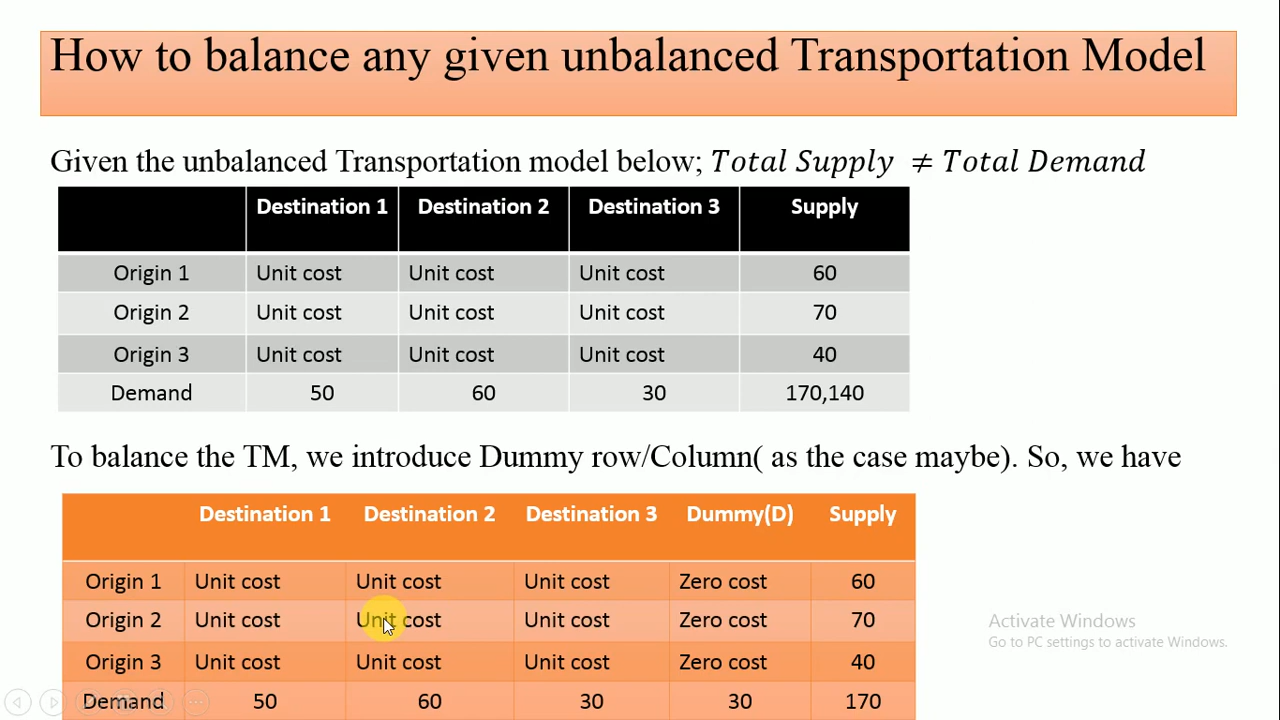 How to balance any given unbalanced Transportation Model
Given the unbalanced Transportation model below; Total Supply ≠ Total Demand
Destination 1 Destination 2 Destination 3 Supply
Origin 1 Unit cost Unit cost Unit cost 60
Origin 2 Unit cost Unit cost Unit cost 70
Origin 3 Unit cost Unit cost Unit cost 40
Demand 50 60 30 170,140
To balance the TM, we introduce Dummy row/Column( as the case maybe). So, we have
Destination 1 Destination 2 Destination 3 Dummy(D) Supply
Origin 1 Unit cost Unit cost Unit cost Zero cost 60
Origin 2 Unit cost Unit cost Unit cost Zero cost 70
Origin 3 Unit cost Unit cost Unit cost Zero cost 40
Demand 50 60 30 30 170
Activate Windows
Go to PC settings to activate Windows.